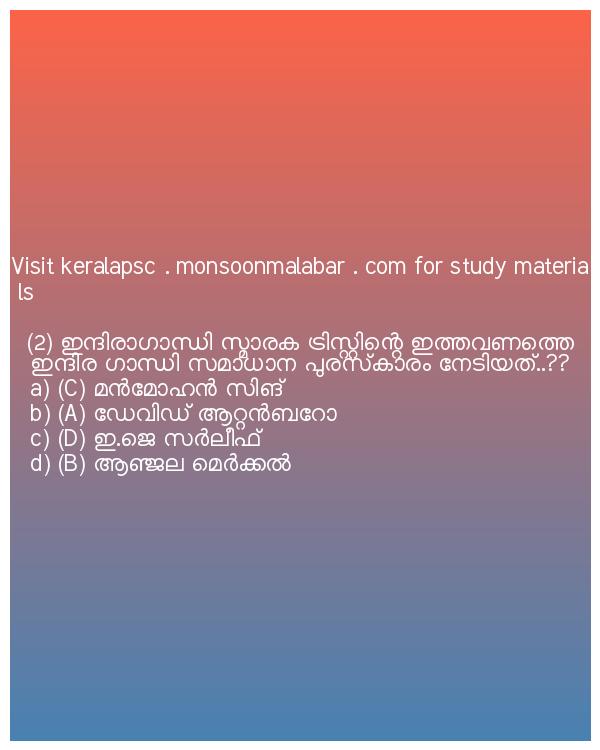 Visit keralapsc . monsoonmalabar . com for study materia
ls
(2) ഇന്ദിരാഗാന്ധി സ്മാരക ട്രിസ്റ്റിന്റെ ഇത്തവണത്തെ
ഇന്ദിര ഗാന്ധി സമാധാന പുരസ്കാരം നേടിയത്..??
a) (C) മൻമോഹൻ സിങ്
b) (A) ഡേവിഡ് ആറ്റൻബറോ
c) (D) ഇ.ജെ സർലീഫ്
d) (B) ആഞ്ജല മെർക്കൽ